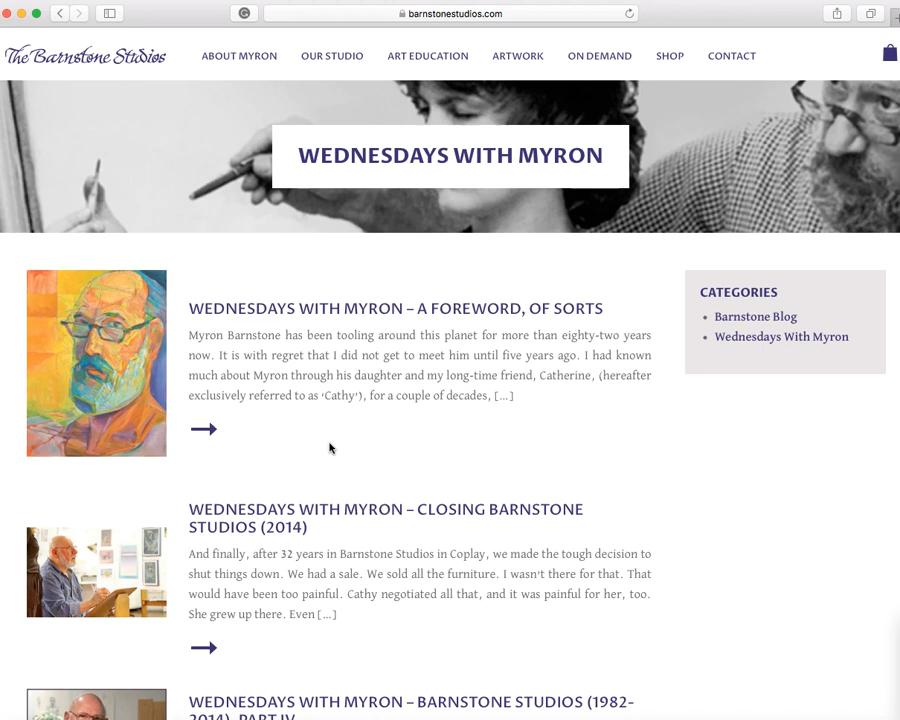 barnstonestudios.com
The Barnstone Studios
ABOUT MYRON
OUR STUDIO
ART EDUCATION
ARTWORK
ON DEMAND
SHOP
CONTACT
WEDNESDAYS WITH MYRON
WEDNESDAYS WITH MYRON – A FOREWORD, OF SORTS
Myron Barnstone has been tooling around this planet for more than eighty-two years
now. It is with regret that I did not get to meet him until five years ago. I had known
much about Myron through his daughter and my long-time friend, Catherine, (hereafter
exclusively referred to as ‘Cathy’), for a couple of decades, […]
CATEGORIES
• Barnstone Blog
• Wednesdays With Myron
WEDNESDAYS WITH MYRON – CLOSING BARNSTONE
STUDIOS (2014)
And finally, after 32 years in Barnstone Studios in Coplay, we made the tough decision to
shut things down. We had a sale. We sold all the furniture. I wasn’t there for that. That
would have been too painful. Cathy negotiated all that, and it was painful for her, too.
She grew up there. Even […]
WEDNESDAYS WITH MYRON – BARNSTONE STUDIOS (1982-
2014), PART IV